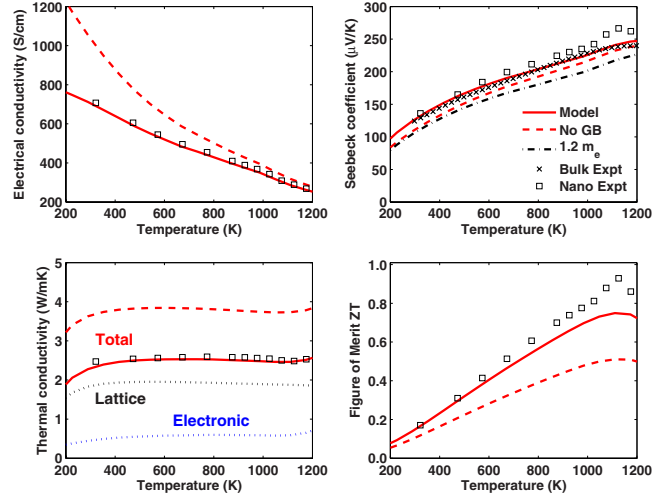 Electrical conductivity (S/cm)
1200
1000
800
600
400
200
200 400 600 800 1000 1200
Temperature (K)
Seebeck coefficient (μV/K)
300
250
200
150
100
50
0
200 400 600 800 1000 1200
Temperature (K)
Model
No GB
1.2 mₑ
Bulk Expt
Nano Expt
Thermal conductivity (W/mK)
5
4
3
2
1
0
200 400 600 800 1000 1200
Temperature (K)
Total
Lattice
Electronic
Figure of Merit ZT
1.0
0.8
0.6
0.4
0.2
0
200 400 600 800 1000 1200
Temperature (K)